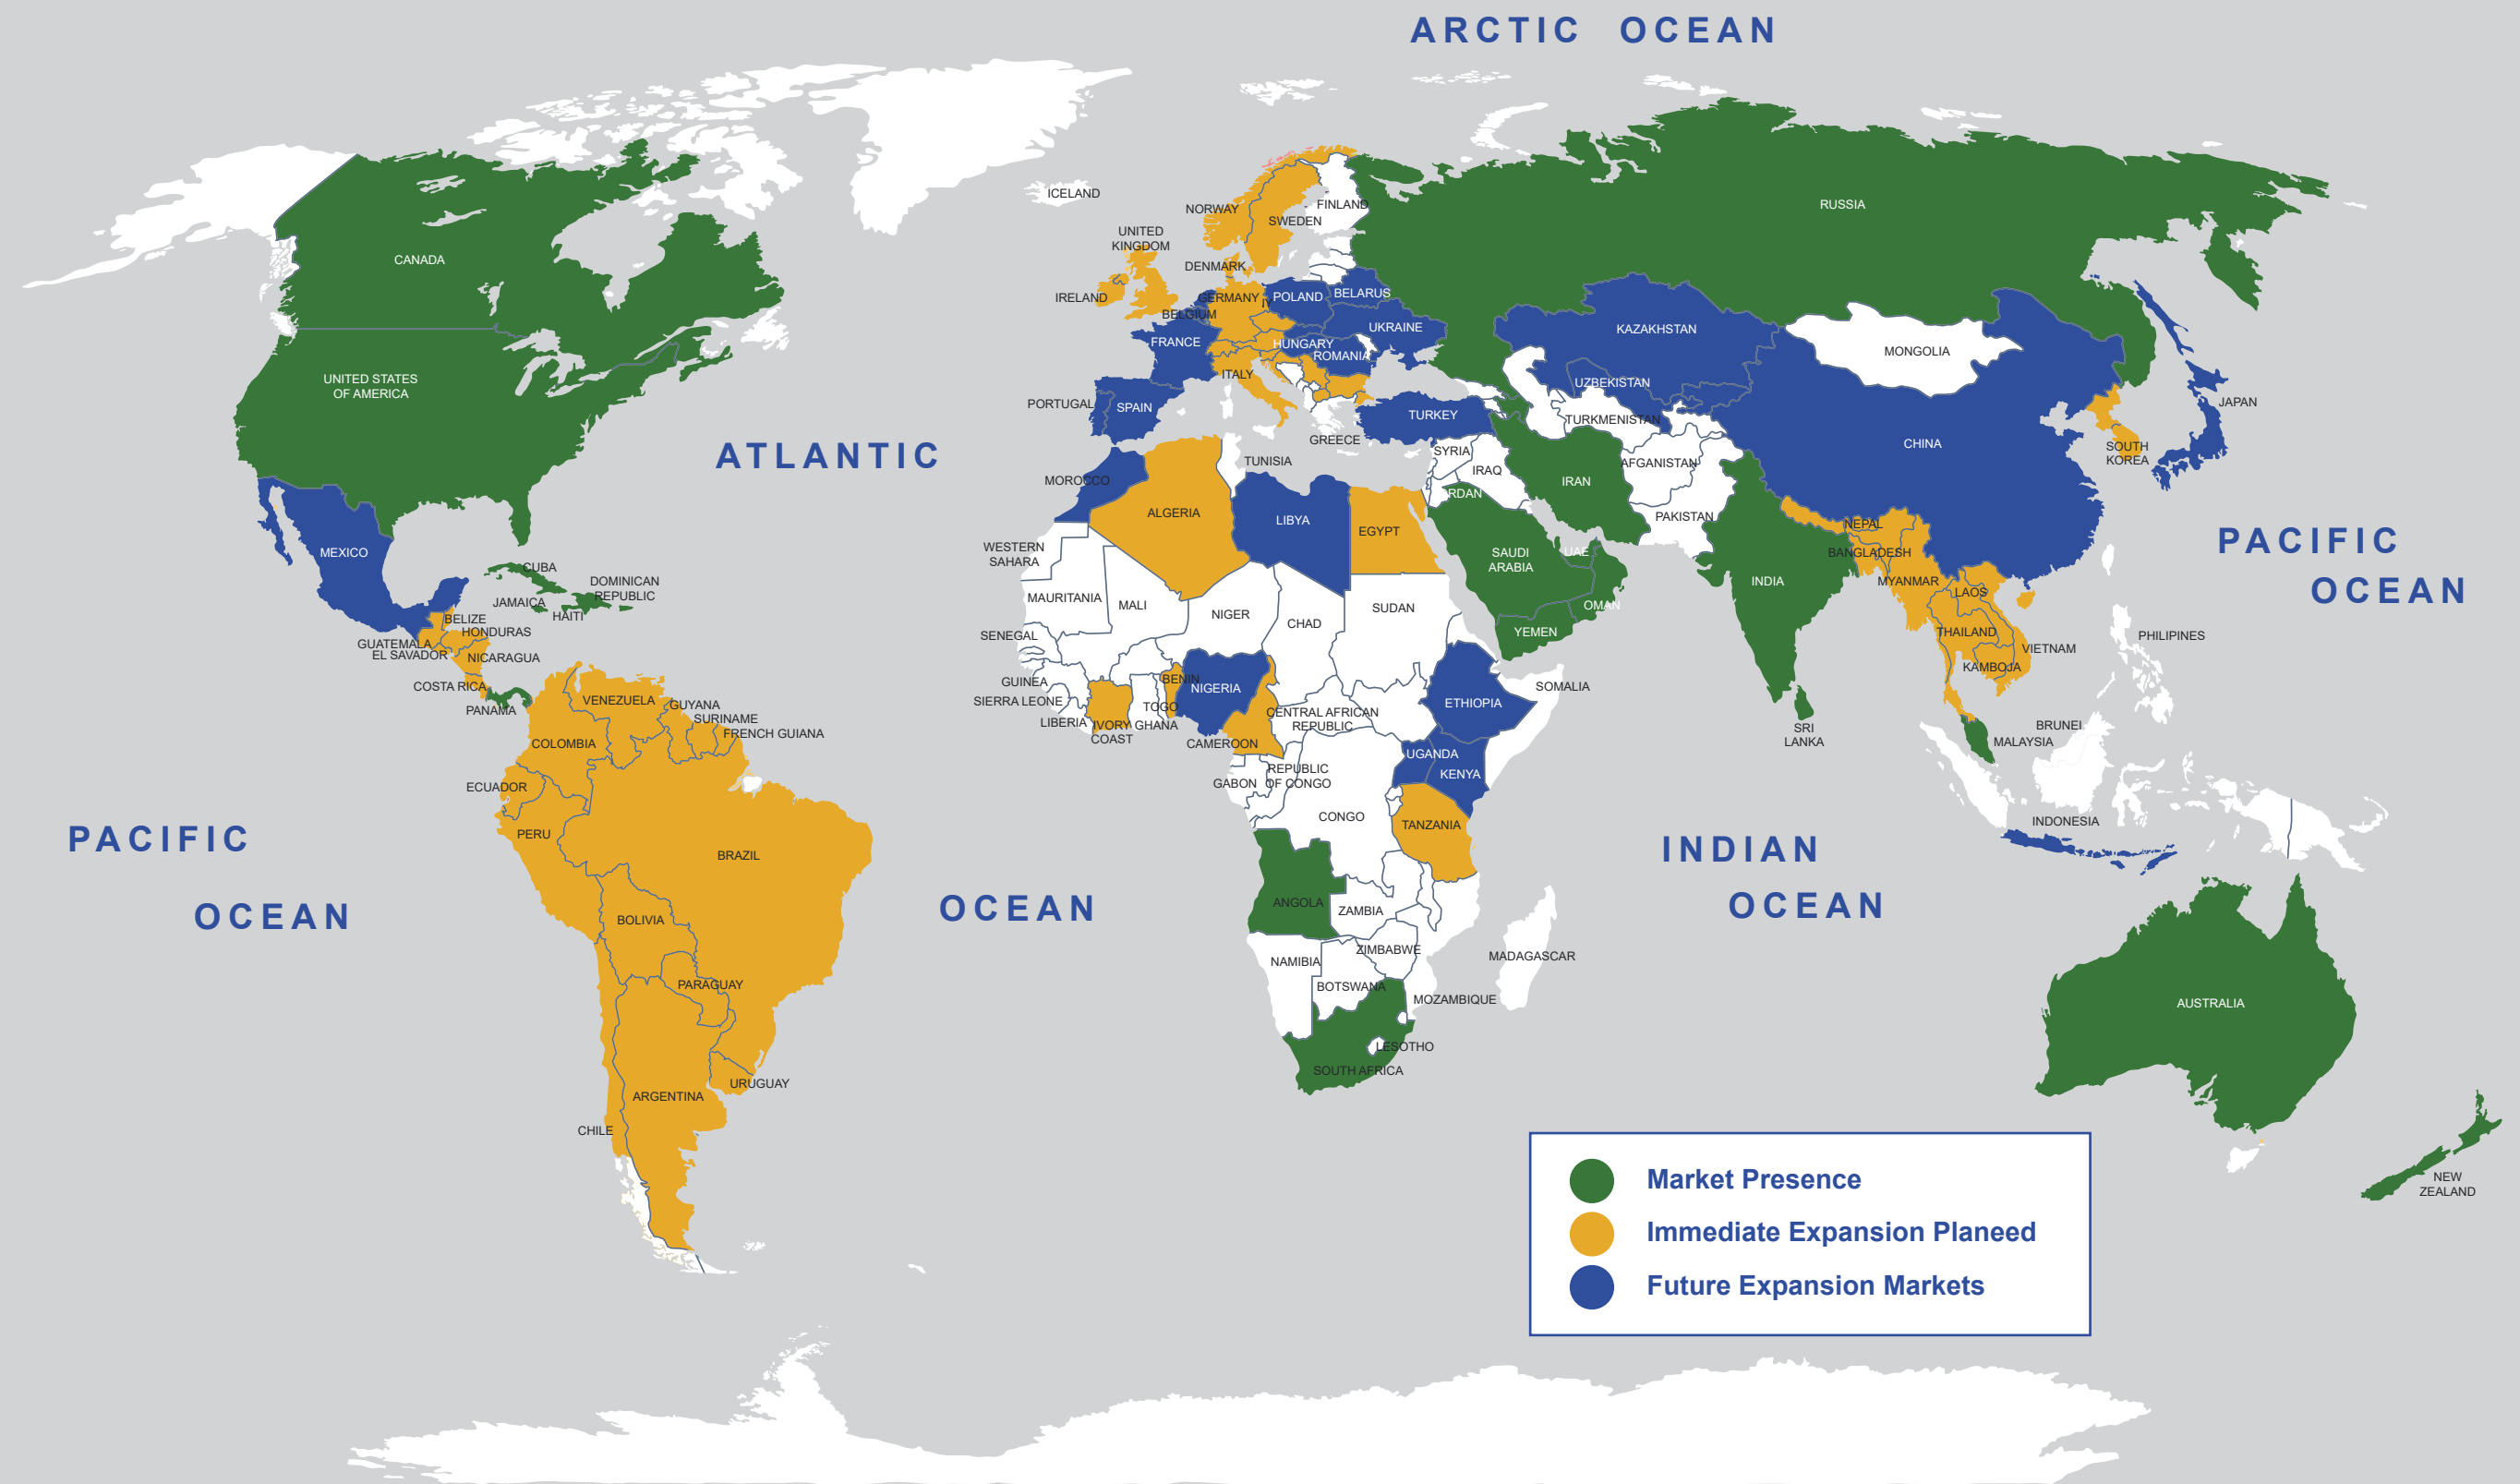 ARCTIC OCEAN
ICELAND
NORWAY
FINLAND
SWEDEN
RUSSIA
UNITED
KINGDOM
CANADA
DENMARK
IRELAND
GERMANY
POLAND
BELARUS
BELGIUM
UKRAINE
KAZAKHSTAN
FRANCE
HUNGARY
ROMANIA
MONGOLIA
UNITED STATES
OF AMERICA
ITALY
UZBEKISTAN
PORTUGAL
SPAIN
TURKEY
TURKMENISTAN
JAPAN
GREECE
CHINA
SOUTH
KOREA
ATLANTIC
TUNISIA
SYRIA
IRAQ
AFGANISTAN
MOROCCO
IRAN
RDAN
ALGERIA
LIBYA
EGYPT
PAKISTAN
NEPAL
PACIFIC
OCEAN
MEXICO
WESTERN
SAHARA
SAUDI
ARABIA
UAE
BANGLADESH
CUBA
DOMINICAN
REPUBLIC
INDIA
MYANMAR
LAOS
JAMAICA
HAITI
MAURITANIA
MALI
NIGER
CHAD
SUDAN
OMAN
BELIZE
HONDURAS
GUATEMALA
EL SAVADOR
NICARAGUA
SENEGAL
YEMEN
THAILAND
VIETNAM
PHILIPINES
COSTA RICA
PANAMA
KAMBOJA
GUINEA
SIERRA LEONE
LIBERIA
IVORY
COAST
GHANA
TOGO
BENIN
NIGERIA
CAMEROON
CENTRAL AFRICAN
REPUBLIC
ETHIOPIA
SOMALIA
SRI
LANKA
BRUNEI
MALAYSIA
VENEZUELA
GUYANA
SURINAME
FRENCH GUIANA
COLOMBIA
ECUADOR
PERU
BRAZIL
GABON
REPUBLIC
OF CONGO
UGANDA
KENYA
CONGO
TANZANIA
INDONESIA
PACIFIC
OCEAN
OCEAN
INDIAN
OCEAN
BOLIVIA
ANGOLA
ZAMBIA
ZIMBABWE
NAMIBIA
BOTSWANA
MOZAMBIQUE
MADAGASCAR
PARAGUAY
AUSTRALIA
LESOTHO
SOUTH AFRICA
URUGUAY
ARGENTINA
CHILE
NEW
ZEALAND
Market Presence
Immediate Expansion Planeed
Future Expansion Markets